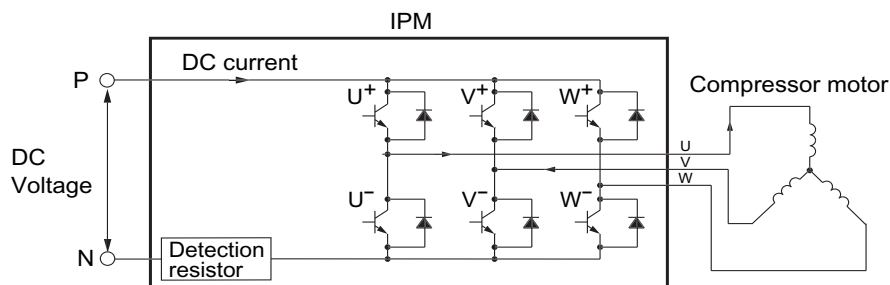 IPM
P
DC current
U+
V+
W+
Compressor motor
DC
Voltage
U
V
W
U−
V−
W−
N
Detection
resistor